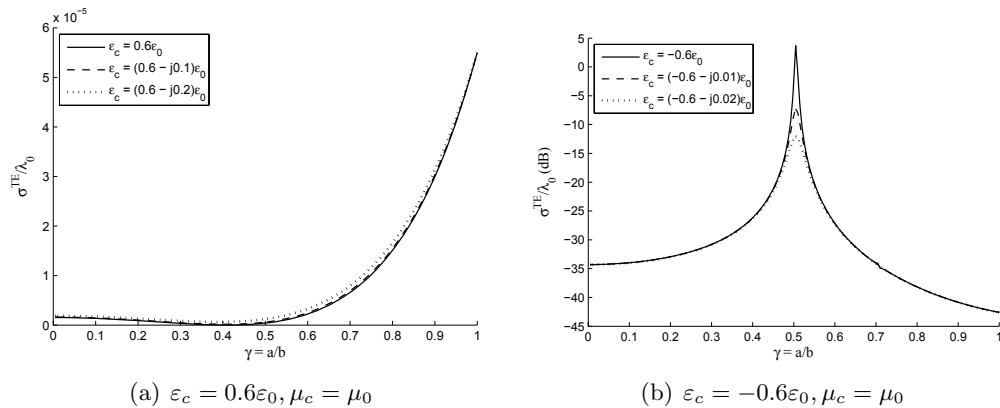 x 10⁻⁵
6
5
4
3
2
1
0
ε_c = 0.6ε_0
ε_c = (0.6 − j0.1)ε_0
ε_c = (0.6 − j0.2)ε_0
σ^TE/λ_0
0 0.1 0.2 0.3 0.4 0.5 0.6 0.7 0.8 0.9 1
γ = a/b
(a) ε_c = 0.6ε_0, μ_c = μ_0
5
0
−5
−10
−15
−20
−25
−30
−35
−40
−45
ε_c = −0.6ε_0
ε_c = (−0.6 − j0.01)ε_0
ε_c = (−0.6 − j0.02)ε_0
σ^TE/λ_0 (dB)
0 0.1 0.2 0.3 0.4 0.5 0.6 0.7 0.8 0.9 1
γ = a/b
(b) ε_c = −0.6ε_0, μ_c = μ_0